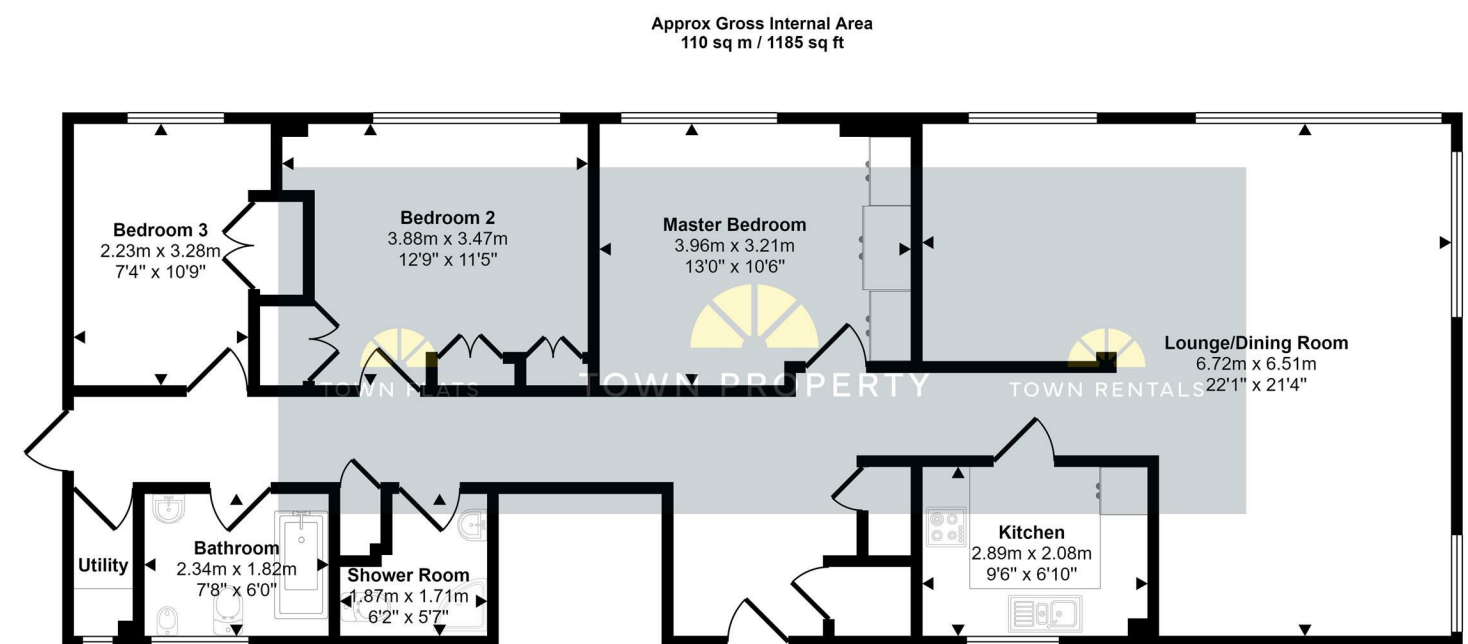 Approx Gross Internal Area
110 sq m / 1185 sq ft
Bedroom 3
2.23m x 3.28m
7'4" x 10'9"
Bedroom 2
3.88m x 3.47m
12'9" x 11'5"
Master Bedroom
3.96m x 3.21m
13'0" x 10'6"
Lounge/Dining Room
6.72m x 6.51m
22'1" x 21'4"
TOWN FLATS
TOWN PROPERTY
TOWN RENTALS
Utility
Bathroom
2.34m x 1.82m
7'8" x 6'0"
Shower Room
1.87m x 1.71m
6'2" x 5'7"
Kitchen
2.89m x 2.08m
9'6" x 6'10"